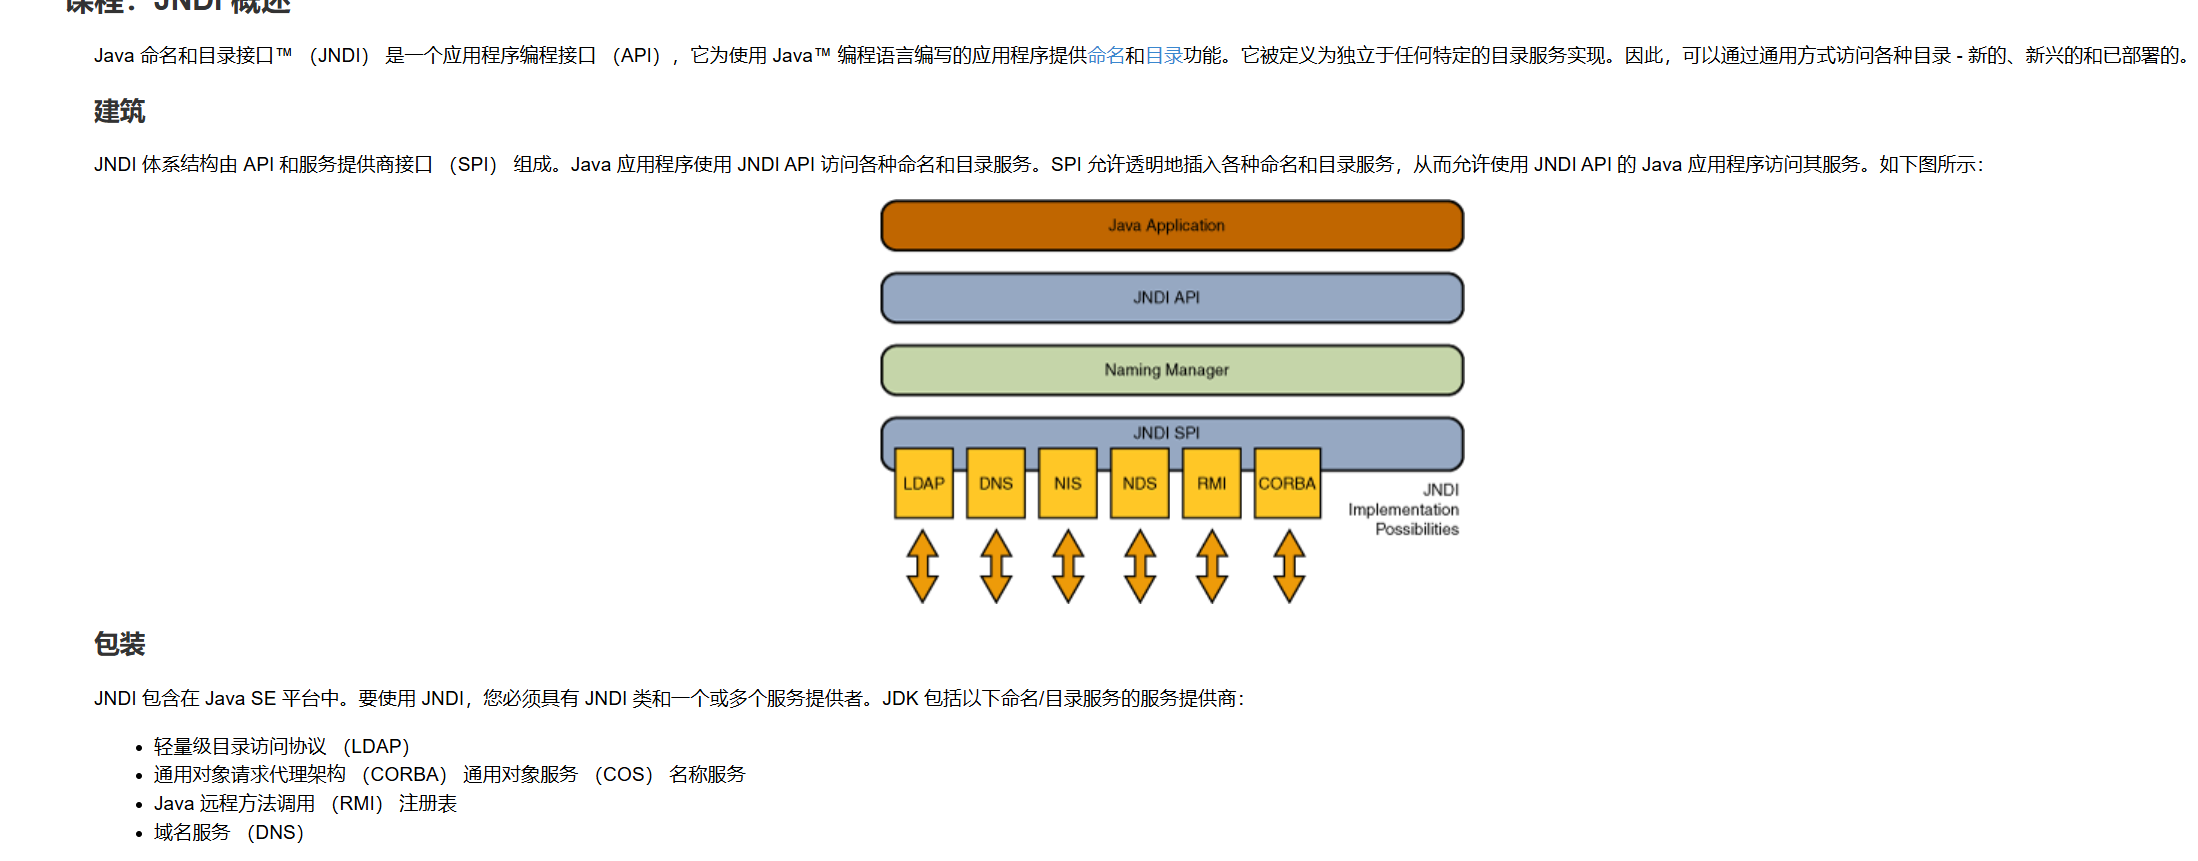 课程：JNDI 概述
Java 命名和目录接口™ （JNDI） 是一个应用程序编程接口 （API），它为使用 Java™ 编程语言编写的应用程序提供命名和目录功能。它被定义为独立于任何特定的目录服务实现。因此，可以通过通用方式访问各种目录 - 新的、新兴的和已部署的。
建筑
JNDI 体系结构由 API 和服务提供商接口 （SPI） 组成。Java 应用程序使用 JNDI API 访问各种命名和目录服务。SPI 允许透明地插入各种命名和目录服务，从而允许使用 JNDI API 的 Java 应用程序访问其服务。如下图所示：
Java Application
JNDI API
Naming Manager
JNDI SPI
LDAP DNS NIS NDS RMI CORBA
JNDI
Implementation
Possibilities
包装
JNDI 包含在 Java SE 平台中。要使用 JNDI，您必须具有 JNDI 类和一个或多个服务提供者。JDK 包括以下命名/目录服务的服务提供商：
• 轻量级目录访问协议 （LDAP）
• 通用对象请求代理架构 （CORBA） 通用对象服务 （COS） 名称服务
• Java 远程方法调用 （RMI） 注册表
• 域名服务 （DNS）